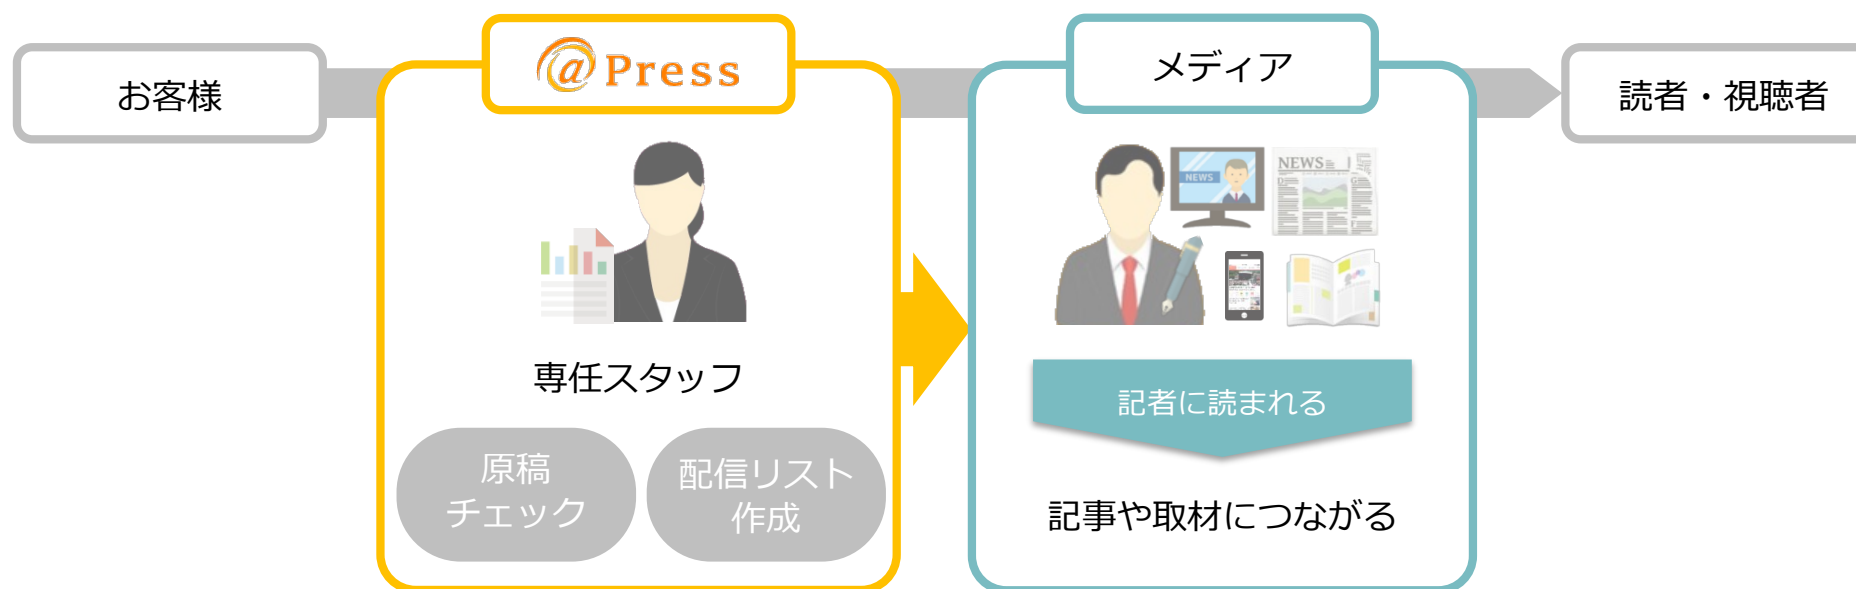 お客様
@Press
メディア
読者・視聴者
NEWS
NEWS
専任スタッフ
記者に読まれる
原稿
チェック
配信リスト
作成
記事や取材につながる